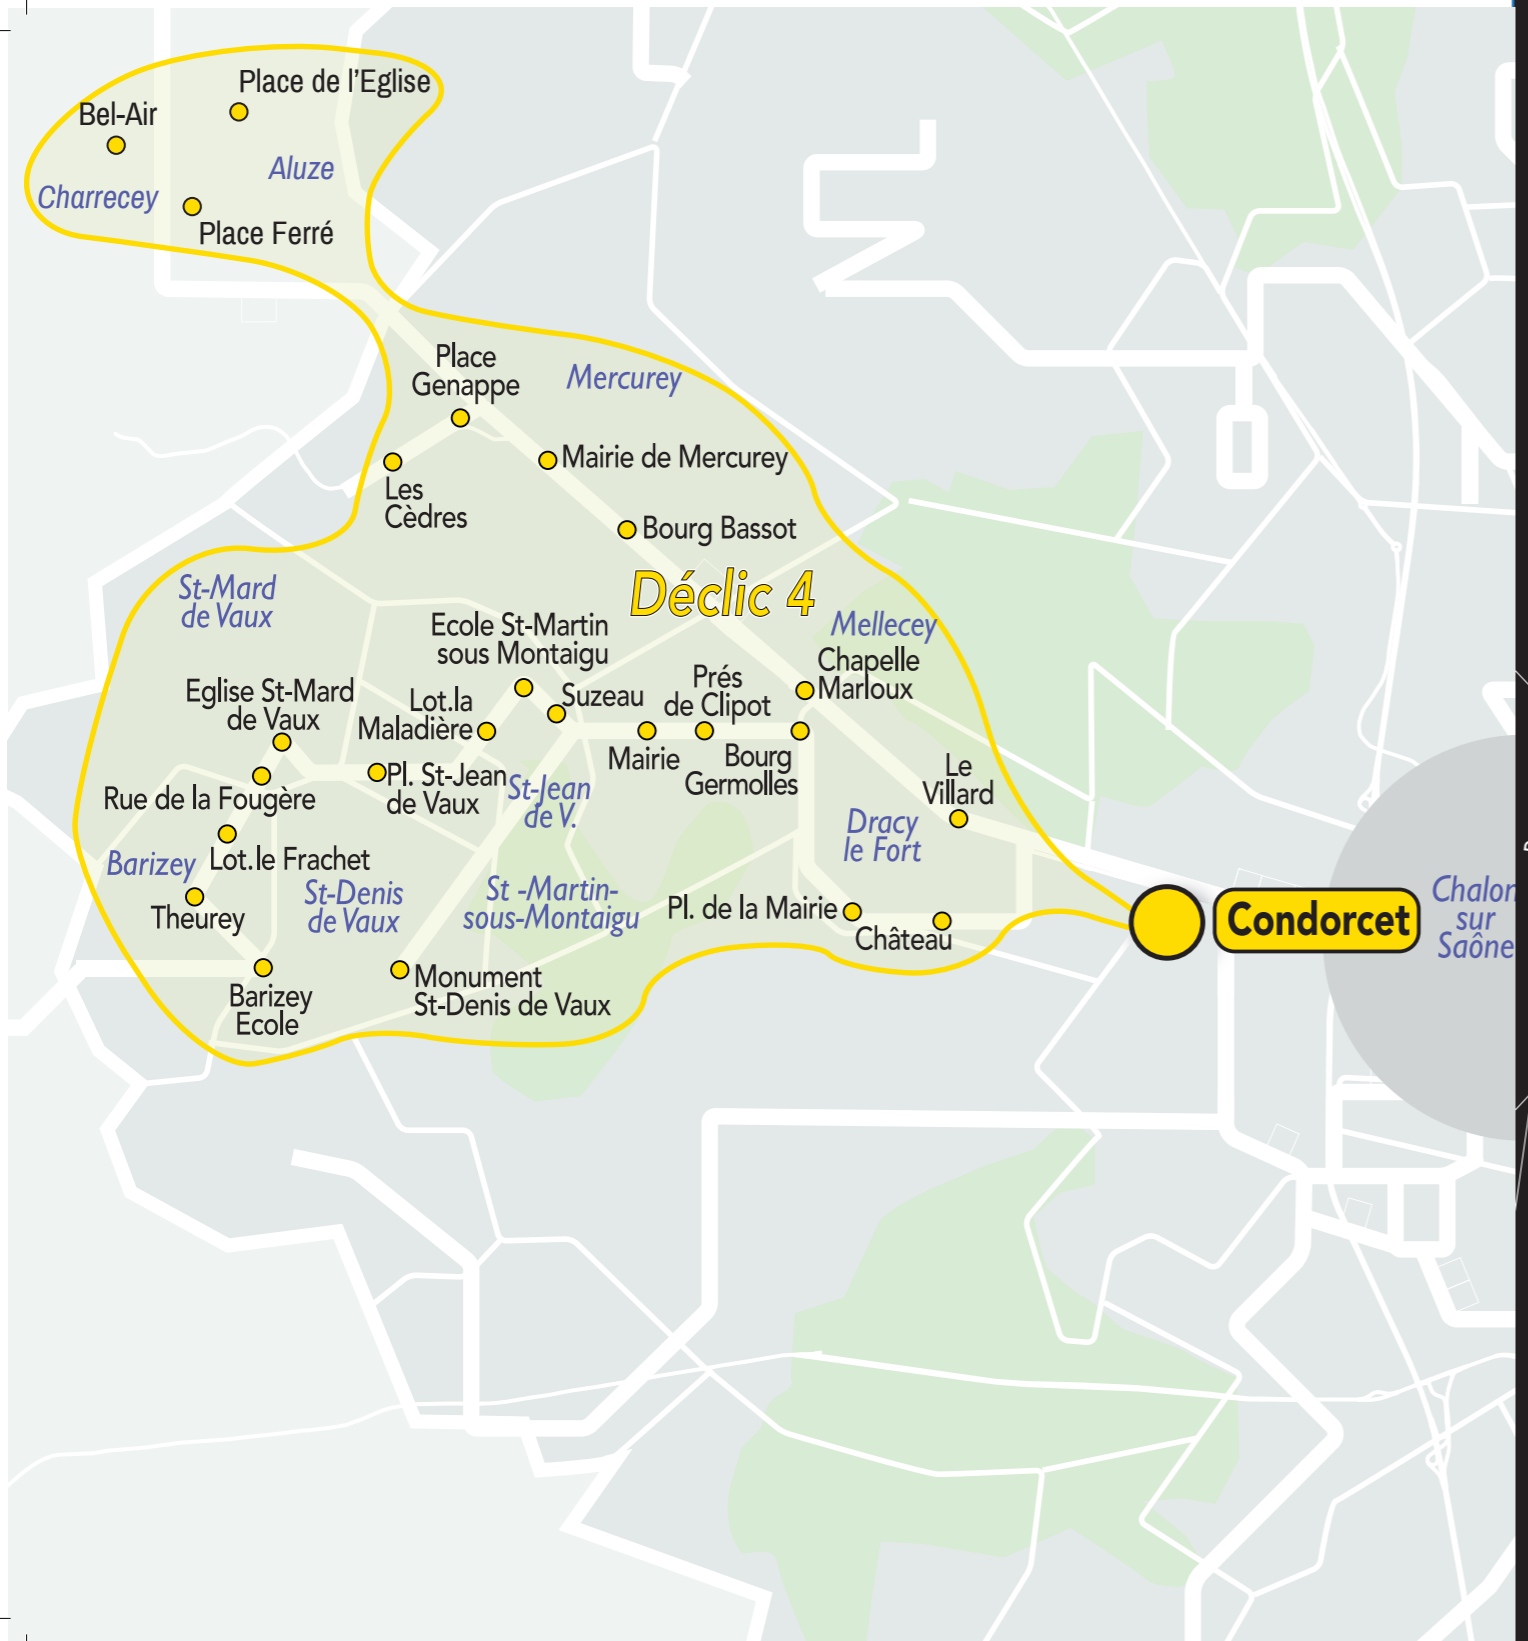 Place de l'Eglise
Bel-Air
Aluze
Charrecey
Place Ferré
Place
Genappe
Mercurey
Mairie de Mercurey
Les
Cèdres
Bourg Bassot
Déclic 4
St-Mard
de Vaux
Ecole St-Martin
sous Montaigu
Mellecey
Chapelle
Marloux
Eglise St-Mard
de Vaux
Lot.la
Maladière
Suzeau
Prés
de Clipot
Mairie
Bourg
Germolles
Rue de la Fougère
Pl. St-Jean
de Vaux
St-Jean
de V.
Le
Villard
Dracy
le Fort
Barizey
Lot.le Frachet
Theurey
St-Denis
de Vaux
St -Martin-
sous-Montaigu
Pl. de la Mairie
Château
Condorcet
Chalon
sur
Saône
Barizey
Ecole
Monument
St-Denis de Vaux